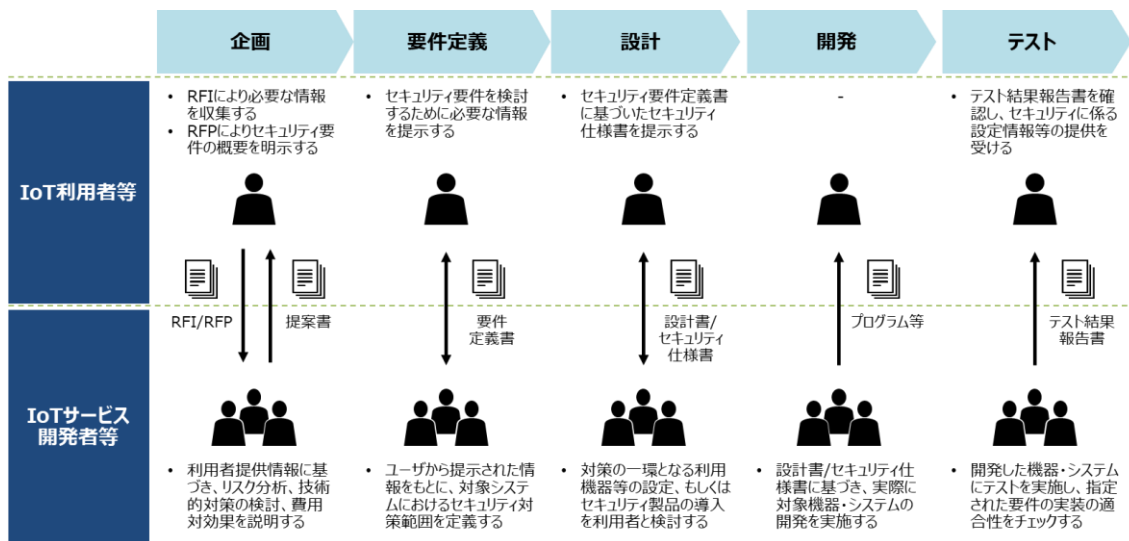 企画
要件定義
設計
開発
テスト
IoT利用者等
• RFIにより必要な情報
を収集する
• RFPによりセキュリティ要
件の概要を明示する
• セキュリティ要件を検討
するために必要な情報
を提示する
• セキュリティ要件定義書
に基づいたセキュリティ
仕様書を提示する
-
• テスト結果報告書を確
認し、セキュリティに係る
設定情報等の提供を
受ける
RFI/RFP
提案書
要件
定義書
設計書/
セキュリティ
仕様書
プログラム等
テスト結果
報告書
IoTサービス
開発者等
• 利用者提供情報に基
づき、リスク分析、技術
的対策の検討、費用
対効果を説明する
• ユーザから提示された情
報をもとに、対象システ
ムにおけるセキュリティ対
策範囲を定義する
• 対策の一環となる利用
機器等の設定、もしくは
セキュリティ製品の導入
を利用者と検討する
• 設計書/セキュリティ仕
様書に基づき、実際に
対象機器・システムの
開発を実施する
• 開発した機器・システム
にテストを実施し、指定
された要件の実装の適
合性をチェックする